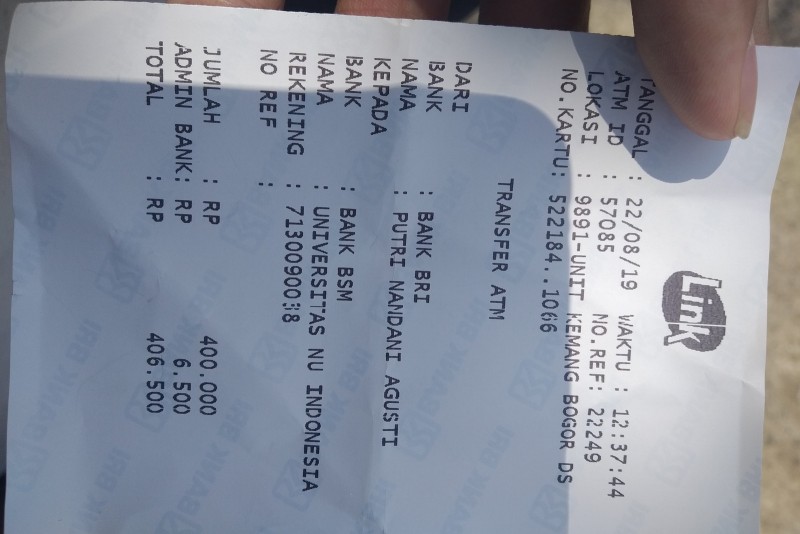 Link
TANGGAL : 22/08/19 WAKTU : 12:37:44
ATM ID : 57085 NO.REF: 22249
LOKASI : 9891-UNIT KEMANG BOGOR DS
NO.KARTU: 522184..1066
TRANSFER ATM
DARI
BANK : BANK BRI
NAMA : PUTRI NANDANI AGUSTI
KEPADA
BANK : BANK BSM
NAMA : UNIVERSITAS NU INDONESIA
REKENING : 7130090038
NO REF :
JUMLAH : RP 400.000
ADMIN BANK: RP 6.500
TOTAL : RP 406.500